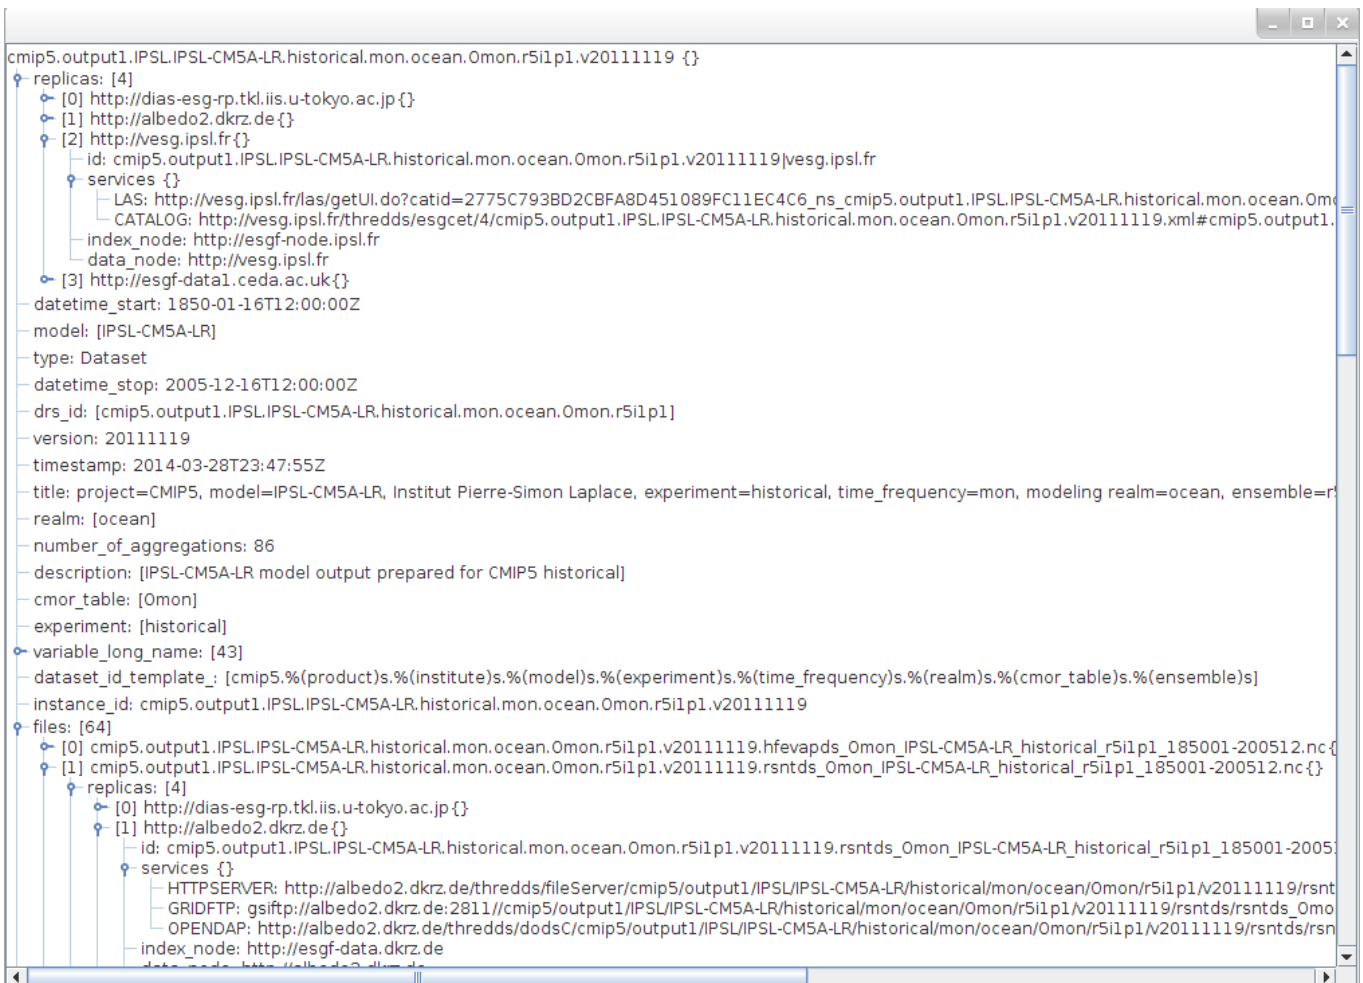 cmip5.output1.IPSL.IPSL-CM5A-LR.historical.mon.ocean.Omon.r5i1p1.v20111119 {}
replicas: [4]
[0] http://dias-esg-rp.tkl.iis.u-tokyo.ac.jp{}
[1] http://albedo2.dkrz.de{}
[2] http://vesg.ipsl.fr{}
id: cmip5.output1.IPSL.IPSL-CM5A-LR.historical.mon.ocean.Omon.r5i1p1.v20111119|vesg.ipsl.fr
services {}
LAS: http://vesg.ipsl.fr/las/getUI.do?catid=2775C793BD2CBFA8D451089FC11EC4C6_ns_cmip5.output1.IPSL.IPSL-CM5A-LR.historical.mon.ocean.Omo
CATALOG: http://vesg.ipsl.fr/thredds/esgcet/4/cmip5.output1.IPSL.IPSL-CM5A-LR.historical.mon.ocean.Omon.r5i1p1.v20111119.xml#cmip5.output1.
index_node: http://esgf-node.ipsl.fr
data_node: http://vesg.ipsl.fr
[3] http://esgf-data1.ceda.ac.uk{}
datetime_start: 1850-01-16T12:00:00Z
model: [IPSL-CM5A-LR]
type: Dataset
datetime_stop: 2005-12-16T12:00:00Z
drs_id: [cmip5.output1.IPSL.IPSL-CM5A-LR.historical.mon.ocean.Omon.r5i1p1]
version: 20111119
timestamp: 2014-03-28T23:47:55Z
title: project=CMIP5, model=IPSL-CM5A-LR, Institut Pierre-Simon Laplace, experiment=historical, time_frequency=mon, modeling realm=ocean, ensemble=r5
realm: [ocean]
number_of_aggregations: 86
description: [IPSL-CM5A-LR model output prepared for CMIP5 historical]
cmor_table: [Omon]
experiment: [historical]
variable_long_name: [43]
dataset_id_template_: [cmip5.%(product)s.%(institute)s.%(model)s.%(experiment)s.%(time_frequency)s.%(realm)s.%(cmor_table)s.%(ensemble)s]
instance_id: cmip5.output1.IPSL.IPSL-CM5A-LR.historical.mon.ocean.Omon.r5i1p1.v20111119
files: [64]
[0] cmip5.output1.IPSL.IPSL-CM5A-LR.historical.mon.ocean.Omon.r5i1p1.v20111119.hfevapds_Omon_IPSL-CM5A-LR_historical_r5i1p1_185001-200512.nc{
[1] cmip5.output1.IPSL.IPSL-CM5A-LR.historical.mon.ocean.Omon.r5i1p1.v20111119.rsntds_Omon_IPSL-CM5A-LR_historical_r5i1p1_185001-200512.nc{}
replicas: [4]
[0] http://dias-esg-rp.tkl.iis.u-tokyo.ac.jp{}
[1] http://albedo2.dkrz.de{}
id: cmip5.output1.IPSL.IPSL-CM5A-LR.historical.mon.ocean.Omon.r5i1p1.v20111119.rsntds_Omon_IPSL-CM5A-LR_historical_r5i1p1_185001-20051
services {}
HTTPSERVER: http://albedo2.dkrz.de/thredds/fileServer/cmip5/output1/IPSL/IPSL-CM5A-LR/historical/mon/ocean/Omon/r5i1p1/v20111119/rsnt
GRIDFTP: gsiftp://albedo2.dkrz.de:2811//cmip5/output1/IPSL/IPSL-CM5A-LR/historical/mon/ocean/Omon/r5i1p1/v20111119/rsntds/rsntds_Omo
OPENDAP: http://albedo2.dkrz.de/thredds/dodsC/cmip5/output1/IPSL/IPSL-CM5A-LR/historical/mon/ocean/Omon/r5i1p1/v20111119/rsntds/rsn
index_node: http://esgf-data.dkrz.de
data_node: http://albedo2.dkrz.de